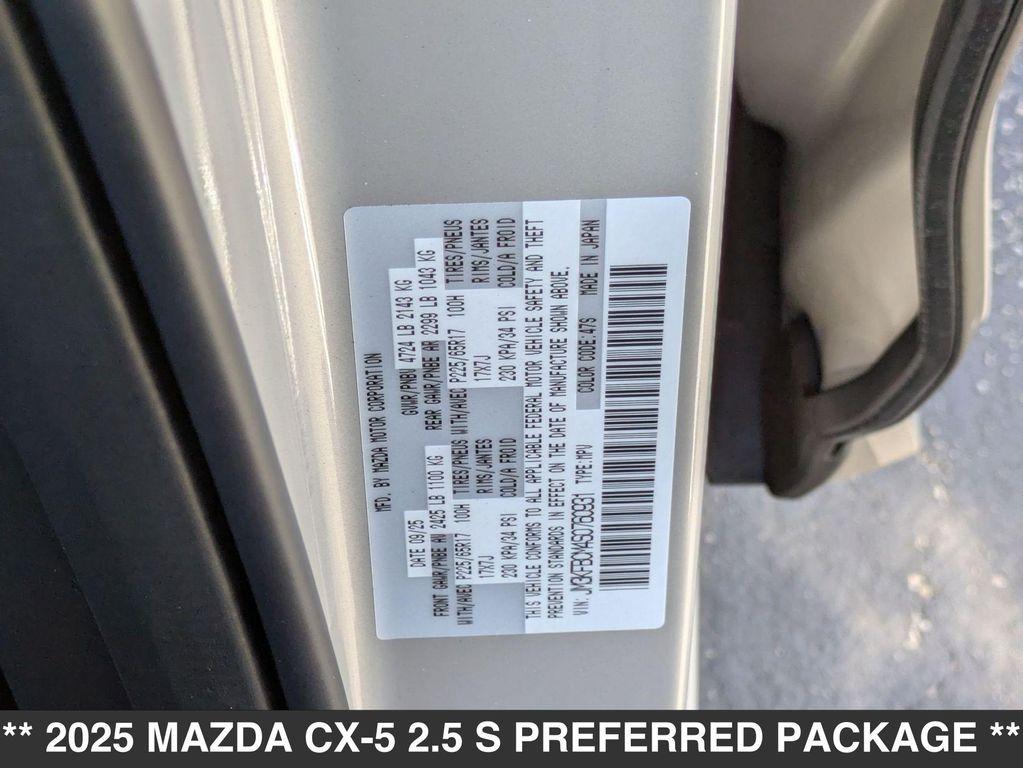 MFD. BY MAZDA MOTOR CORPORATION
DATE 09/25 GVWR/PNBV 4724 LB 2143 KG
FRONT GAWR/PNBE AV 2425 LB 1100 KG REAR GAWR/PNBE AR 2299 LB 1043 KG
WITH/AVEC P225/65R17 100H TIRES/PNEUS WITH/AVEC P225/65R17 100H TIRES/PNEUS
17X7J RIMS/JANTES 17X7J RIMS/JANTES
230 KPA/34 PSI COLD/A FROID 230 KPA/34 PSI COLD/A FROID
THIS VEHICLE CONFORMS TO ALL APPLICABLE FEDERAL MOTOR VEHICLE SAFETY AND THEFT
PREVENTION STANDARDS IN EFFECT ON THE DATE OF MANUFACTURE SHOWN ABOVE.
VIN: JM3KFBCM4S0760931 TYPE:MPV COLOR CODE:47S MADE IN JAPAN
** 2025 MAZDA CX-5 2.5 S PREFERRED PACKAGE **